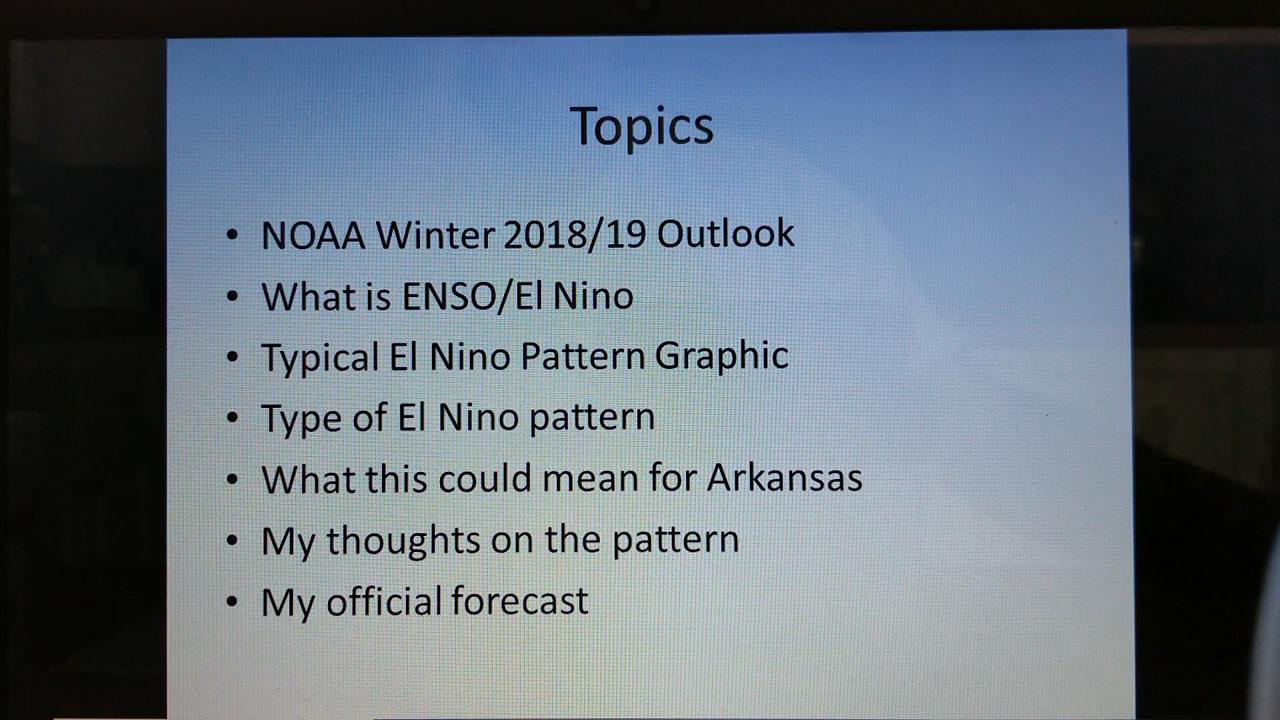 Topics
• NOAA Winter 2018/19 Outlook
• What is ENSO/El Nino
• Typical El Nino Pattern Graphic
• Type of El Nino pattern
• What this could mean for Arkansas
• My thoughts on the pattern
• My official forecast